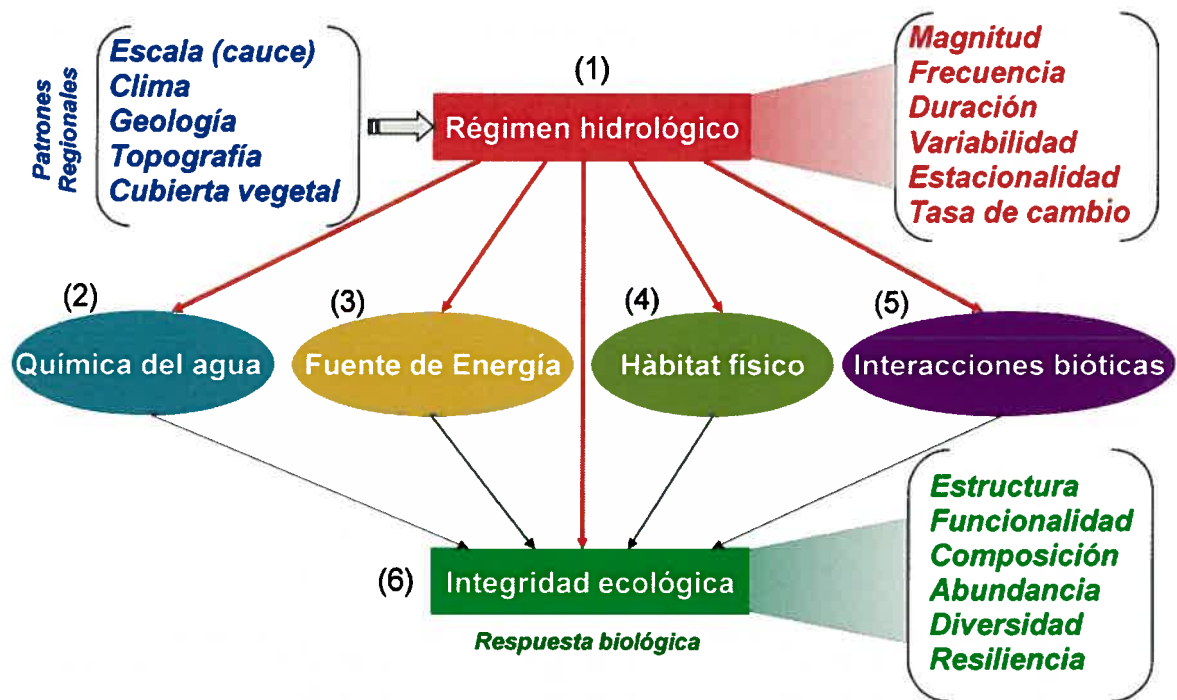 Patrones
Regionales
Escala (cauce)
Clima
Geología
Topografía
Cubierta vegetal
(1)
Régimen hidrológico
Magnitud
Frecuencia
Duración
Variabilidad
Estacionalidad
Tasa de cambio
(2)
Química del agua
(3)
Fuente de Energía
(4)
Hàbitat físico
(5)
Interacciones bióticas
(6)
Integridad ecológica
Respuesta biológica
Estructura
Funcionalidad
Composición
Abundancia
Diversidad
Resiliencia